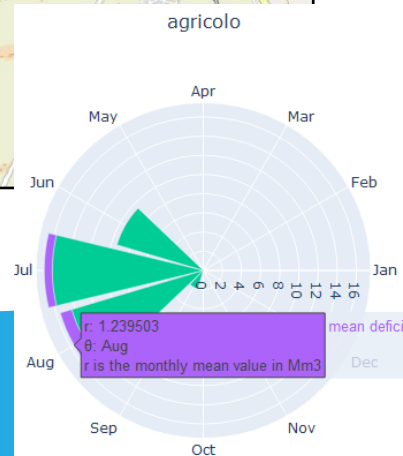 agricolo
Apr
May
Mar
Jun
Feb
Jul
Jan
0 2 4 6 8 10 12 14 16
r: 1.239503
θ: Aug
r is the monthly mean value in Mm3
mean defici
Aug
Dec
Sep
Nov
Oct